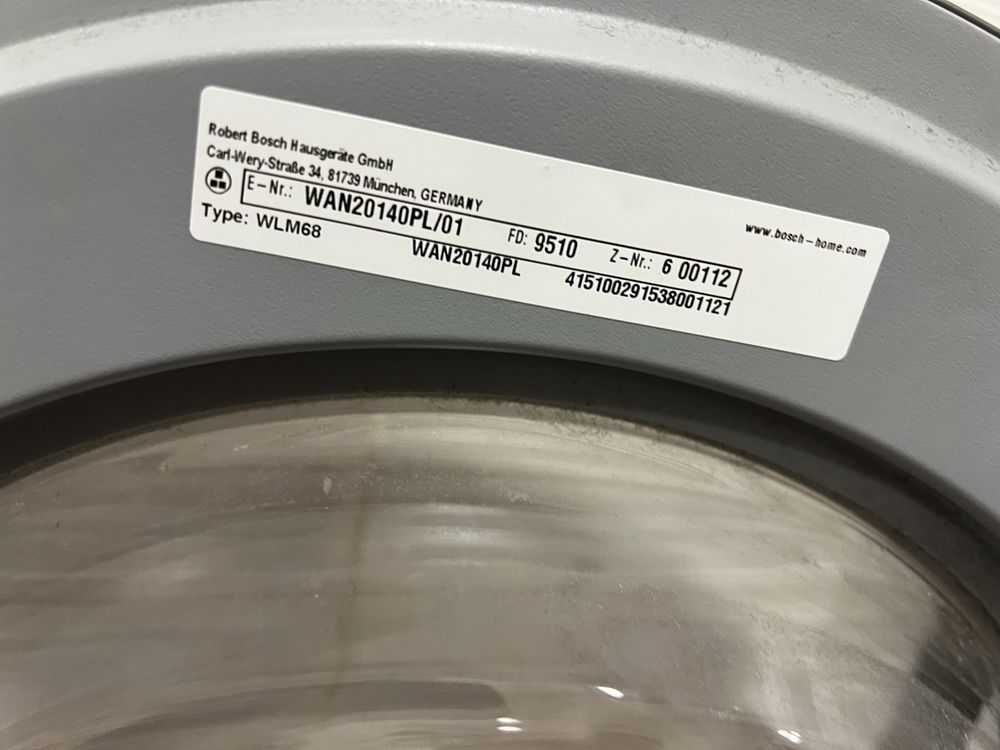 Robert Bosch Hausgeräte GmbH
Carl-Wery-Straße 34, 81739 München, GERMANY
www.bosch-home.com
E-Nr.: WAN20140PL/01 FD: 9510 Z-Nr.: 6 00112
Type: WLM68 WAN20140PL 415100291538001121